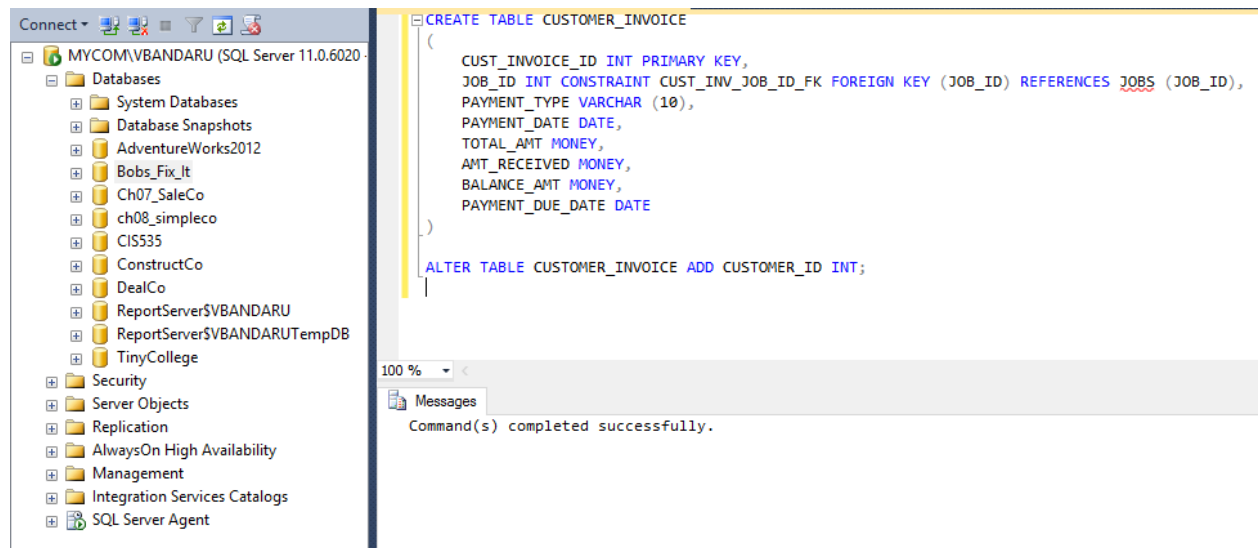 Connect
MYCOM\VBANDARU (SQL Server 11.0.6020 -
Databases
System Databases
Database Snapshots
AdventureWorks2012
Bobs_Fix_It
Ch07_SaleCo
ch08_simpleco
CIS535
ConstructCo
DealCo
ReportServer$VBANDARU
ReportServer$VBANDARUTempDB
TinyCollege
Security
Server Objects
Replication
AlwaysOn High Availability
Management
Integration Services Catalogs
SQL Server Agent
CREATE TABLE CUSTOMER_INVOICE
(
CUST_INVOICE_ID INT PRIMARY KEY,
JOB_ID INT CONSTRAINT CUST_INV_JOB_ID_FK FOREIGN KEY (JOB_ID) REFERENCES JOBS (JOB_ID),
PAYMENT_TYPE VARCHAR (10),
PAYMENT_DATE DATE,
TOTAL_AMT MONEY,
AMT_RECEIVED MONEY,
BALANCE_AMT MONEY,
PAYMENT_DUE_DATE DATE
)
ALTER TABLE CUSTOMER_INVOICE ADD CUSTOMER_ID INT;
100 %
Messages
Command(s) completed successfully.